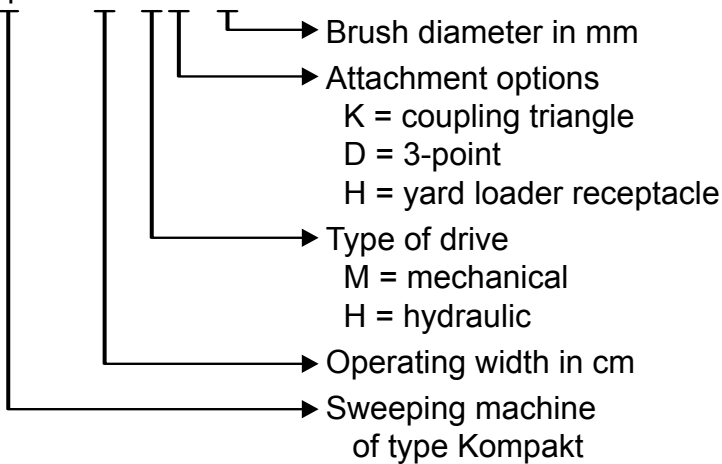 Brush diameter in mm
Attachment options
K = coupling triangle
D = 3-point
H = yard loader receptacle
Type of drive
M = mechanical
H = hydraulic
Operating width in cm
Sweeping machine
of type Kompakt